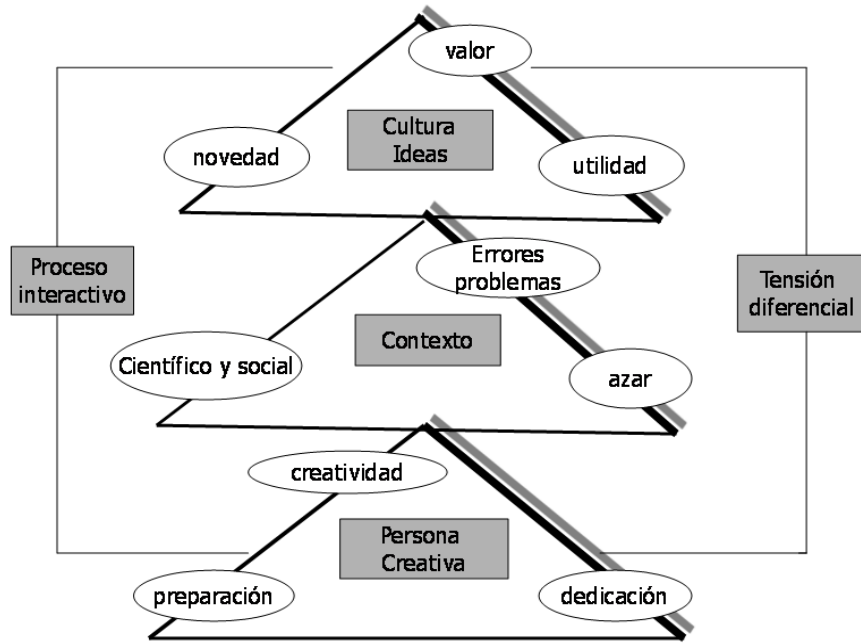 valor
Cultura
Ideas
novedad
utilidad
Proceso
interactivo
Errores
problemas
Tensión
diferencial
Contexto
Científico y social
azar
creatividad
Persona
Creativa
preparación
dedicación